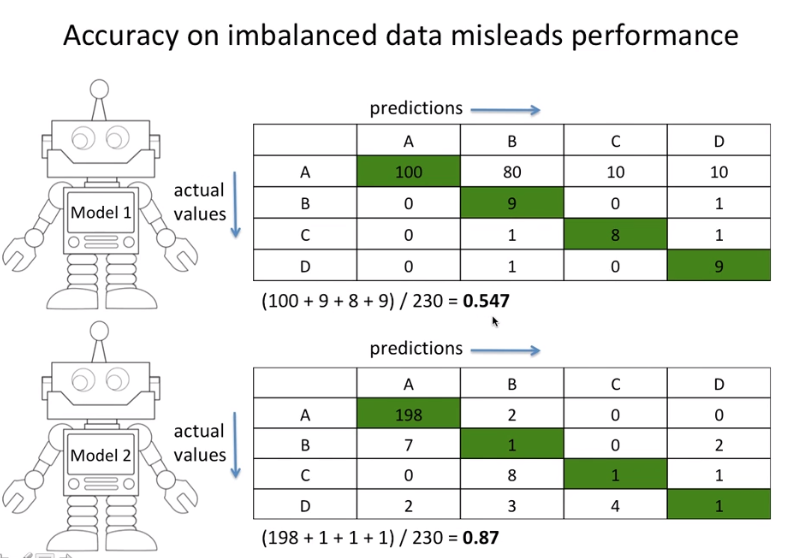 Accuracy on imbalanced data misleads performance
predictions
A B C D
A 100 80 10 10
B 0 9 0 1
C 0 1 8 1
D 0 1 0 9
actual
values
Model 1
(100 + 9 + 8 + 9) / 230 = 0.547
predictions
A B C D
A 198 2 0 0
B 7 1 0 2
C 0 8 1 1
D 2 3 4 1
actual
values
Model 2
(198 + 1 + 1 + 1) / 230 = 0.87